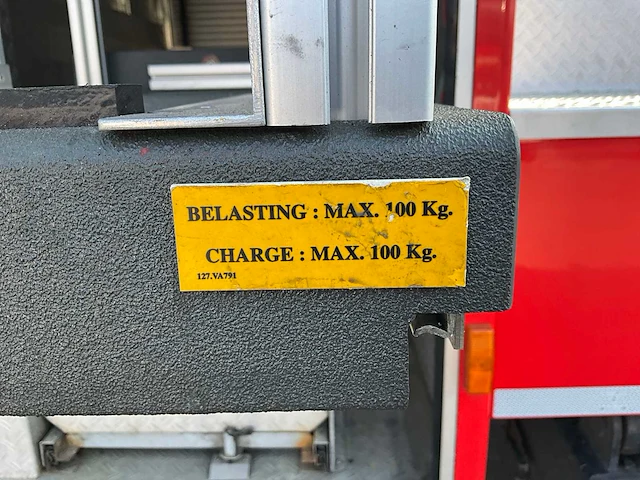 BELASTING : MAX. 100 Kg.
CHARGE : MAX. 100 Kg.
127.VA791